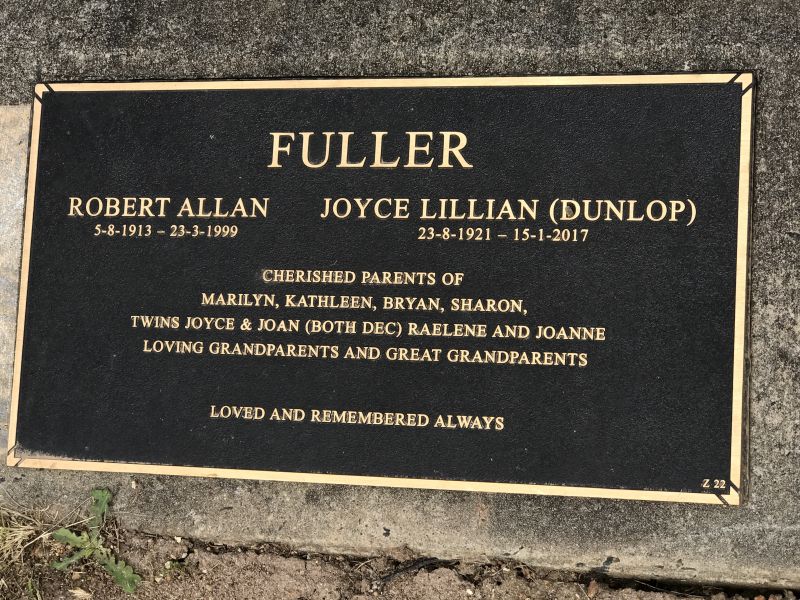 FULLER
ROBERT ALLAN JOYCE LILLIAN (DUNLOP)
5-8-1913 – 23-3-1999 23-8-1921 – 15-1-2017
CHERISHED PARENTS OF
MARILYN, KATHLEEN, BRYAN, SHARON,
TWINS JOYCE & JOAN (BOTH DEC) RAELENE AND JOANNE
LOVING GRANDPARENTS AND GREAT GRANDPARENTS
LOVED AND REMEMBERED ALWAYS
Z 22